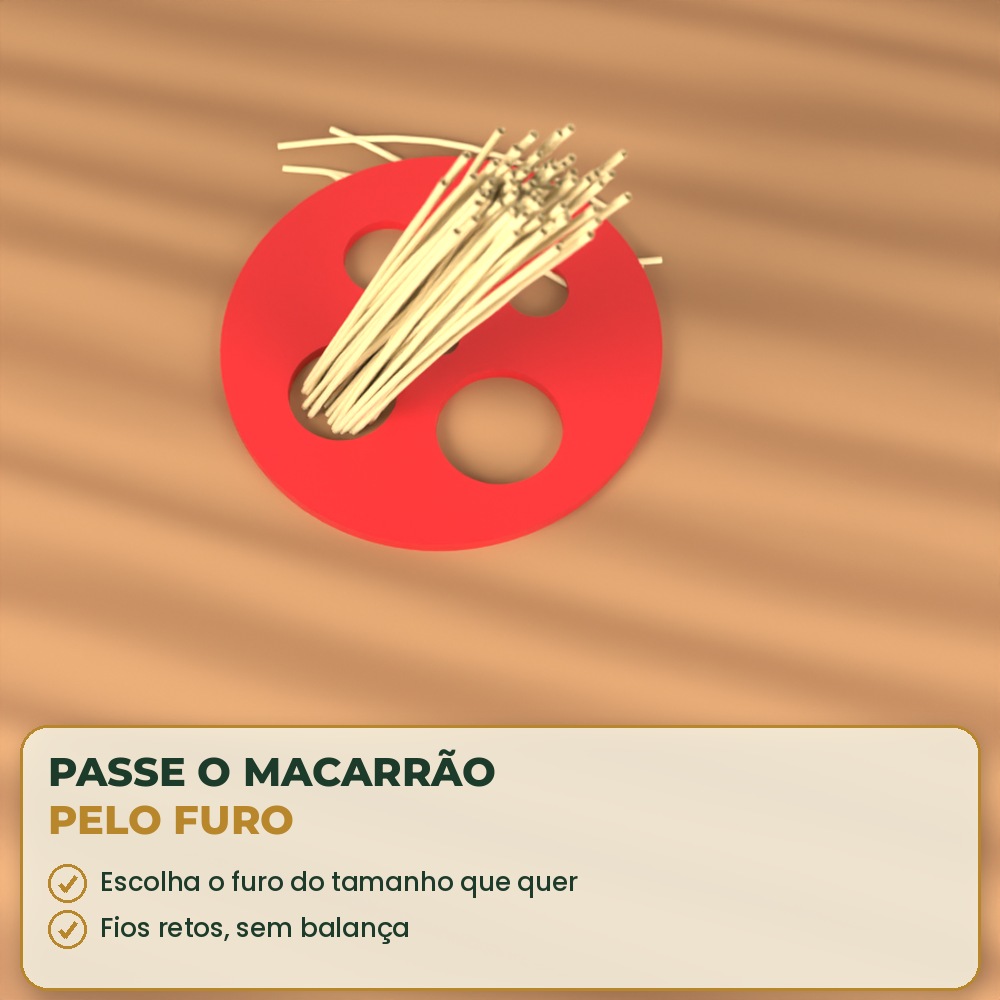 PASSE O MACARRÃO
PELO FURO
Escolha o furo do tamanho que quer
Fios retos, sem balança